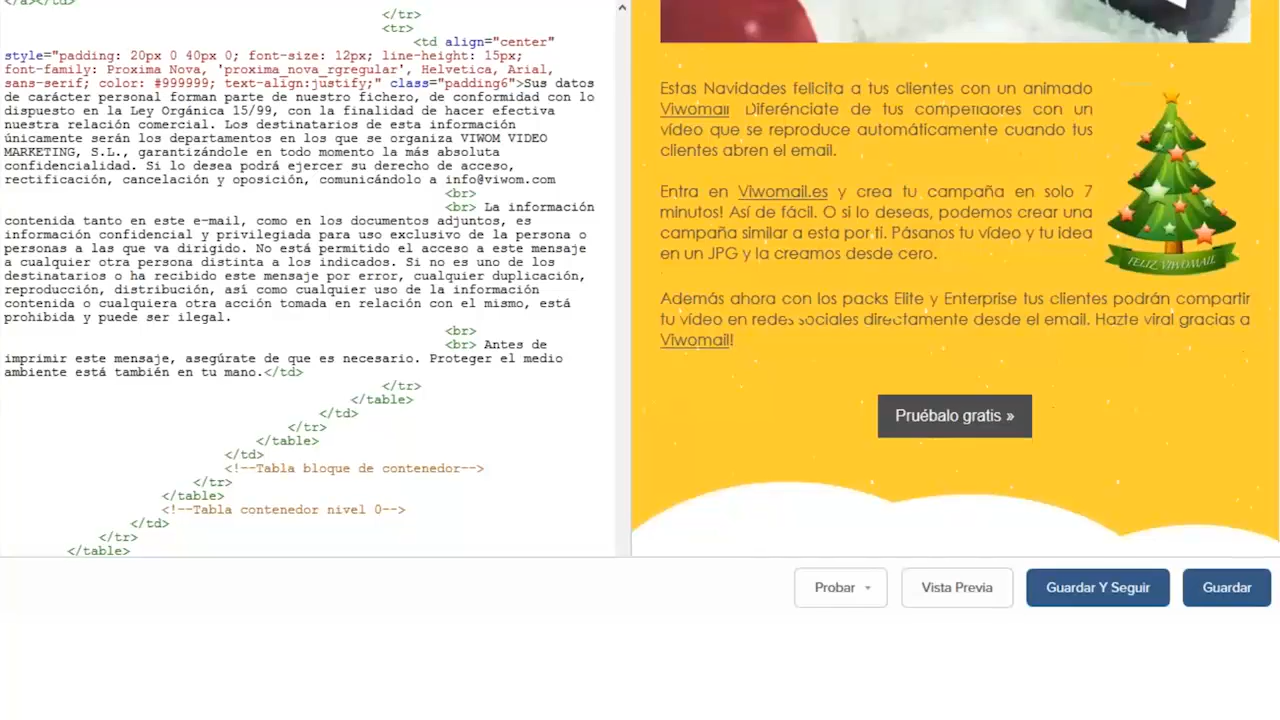 </a></td>
</tr>
<tr>
<td align="center"
style="padding: 20px 0 40px 0; font-size: 12px; line-height: 15px;
font-family: Proxima Nova, 'proxima_nova_rgregular', Helvetica, Arial,
sans-serif; color: #999999; text-align:justify;" class="padding6">Sus datos
de carácter personal forman parte de nuestro fichero, de conformidad con lo
dispuesto en la Ley Orgánica 15/99, con la finalidad de hacer efectiva
nuestra relación comercial. Los destinatarios de esta información
únicamente serán los departamentos en los que se organiza VIWOM VIDEO
MARKETING, S.L., garantizándole en todo momento la más absoluta
confidencialidad. Si lo desea podrá ejercer su derecho de acceso,
rectificación, cancelación y oposición, comunicándolo a info@viwom.com
<br>
<br> La información
contenida tanto en este e-mail, como en los documentos adjuntos, es
información confidencial y privilegiada para uso exclusivo de la persona o
personas a las que va dirigido. No está permitido el acceso a este mensaje
a cualquier otra persona distinta a los indicados. Si no es uno de los
destinatarios o ha recibido este mensaje por error, cualquier duplicación,
reproducción, distribución, así como cualquier uso de la información
contenida o cualquiera otra acción tomada en relación con el mismo, está
prohibida y puede ser ilegal.
<br>
<br> Antes de
imprimir este mensaje, asegúrate de que es necesario. Proteger el medio
ambiente está también en tu mano.</td>
</tr>
</table>
</td>
</tr>
</table>
</td>
<!--Tabla bloque de contenedor-->
</tr>
</table>
<!--Tabla contenedor nivel 0-->
</td>
</tr>
</table>
Estas Navidades felicita a tus clientes con un animado
Viwomail Diferénciate de tus competidores con un
vídeo que se reproduce automáticamente cuando tus
clientes abren el email.
Entra en Viwomail.es y crea tu campaña en solo 7
minutos! Así de fácil. O si lo deseas, podemos crear una
campaña similar a esta por ti. Pásanos tu vídeo y tu idea
en un JPG y la creamos desde cero.
FELIZ VIWOMAIL
Además ahora con los packs Elite y Enterprise tus clientes podrán compartir
tu vídeo en redes sociales directamente desde el email. Hazte viral gracias a
Viwomail!
Pruébalo gratis »
Probar
Vista Previa
Guardar Y Seguir
Guardar